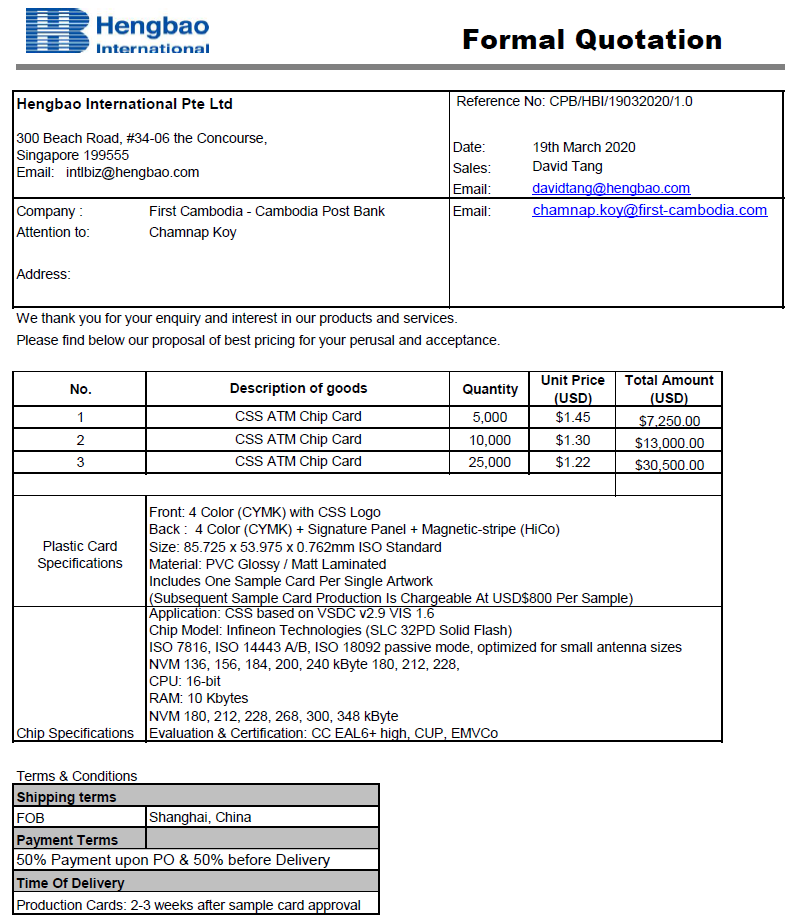 Hengbao
International
Formal Quotation
Hengbao International Pte Ltd
300 Beach Road, #34-06 the Concourse,
Singapore 199555
Email: intlbiz@hengbao.com
Reference No: CPB/HBI/19032020/1.0
Date: 19th March 2020
Sales: David Tang
Email: davidtang@hengbao.com
Company : First Cambodia - Cambodia Post Bank
Attention to: Chamnap Koy
Address:
Email: chamnap.koy@first-cambodia.com
We thank you for your enquiry and interest in our products and services.
Please find below our proposal of best pricing for your perusal and acceptance.
No. Description of goods Quantity Unit Price (USD) Total Amount (USD)
1 CSS ATM Chip Card 5,000 $1.45 $7,250.00
2 CSS ATM Chip Card 10,000 $1.30 $13,000.00
3 CSS ATM Chip Card 25,000 $1.22 $30,500.00
Plastic Card
Specifications
Front: 4 Color (CYMK) with CSS Logo
Back : 4 Color (CYMK) + Signature Panel + Magnetic-stripe (HiCo)
Size: 85.725 x 53.975 x 0.762mm ISO Standard
Material: PVC Glossy / Matt Laminated
Includes One Sample Card Per Single Artwork
(Subsequent Sample Card Production Is Chargeable At USD$800 Per Sample)
Chip Specifications
Application: CSS based on VSDC v2.9 VIS 1.6
Chip Model: Infineon Technologies (SLC 32PD Solid Flash)
ISO 7816, ISO 14443 A/B, ISO 18092 passive mode, optimized for small antenna sizes
NVM 136, 156, 184, 200, 240 kByte 180, 212, 228,
CPU: 16-bit
RAM: 10 Kbytes
NVM 180, 212, 228, 268, 300, 348 kByte
Evaluation & Certification: CC EAL6+ high, CUP, EMVCo
Terms & Conditions
Shipping terms
FOB Shanghai, China
Payment Terms
50% Payment upon PO & 50% before Delivery
Time Of Delivery
Production Cards: 2-3 weeks after sample card approval